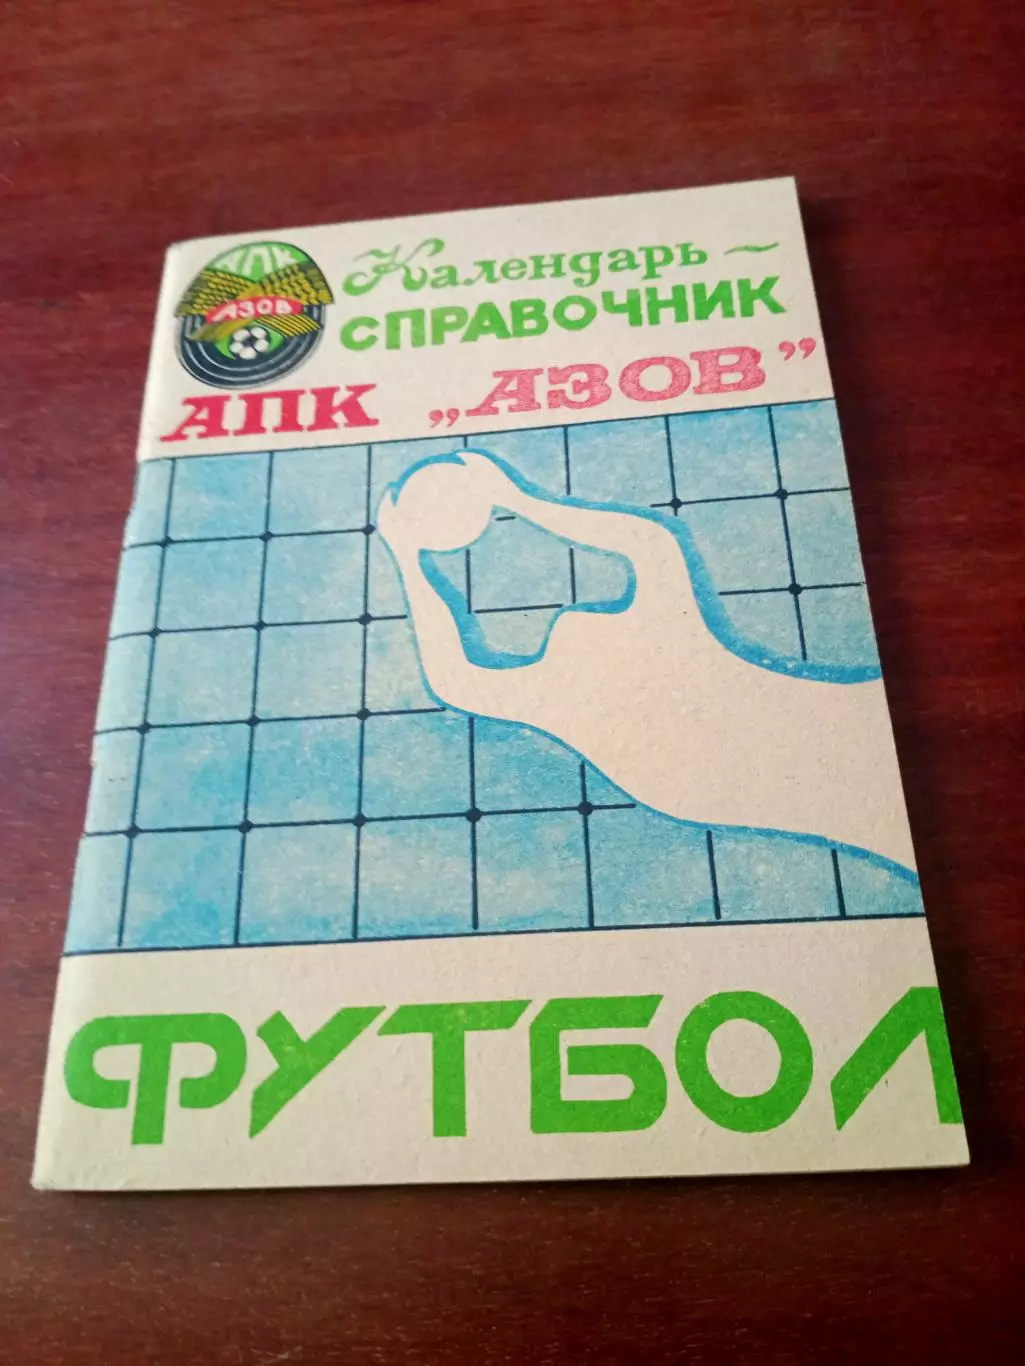 АПК
АЗОВ
Календарь -
СПРАВОЧНИК
АПК „АЗОВ”
ФУТБОЛ